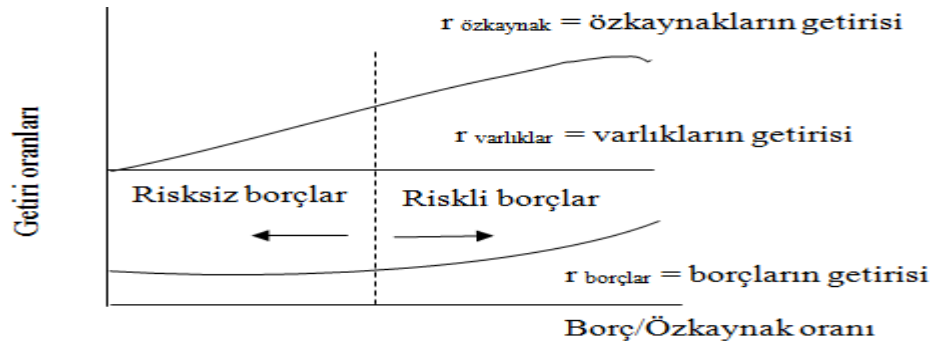 r özkaynak = özkaynakların getirisi
Getiri oranları
r varlıklar = varlıkların getirisi
Risksiz borçlar
Riskli borçlar
r borçlar = borçların getirisi
Borç/Özkaynak oranı